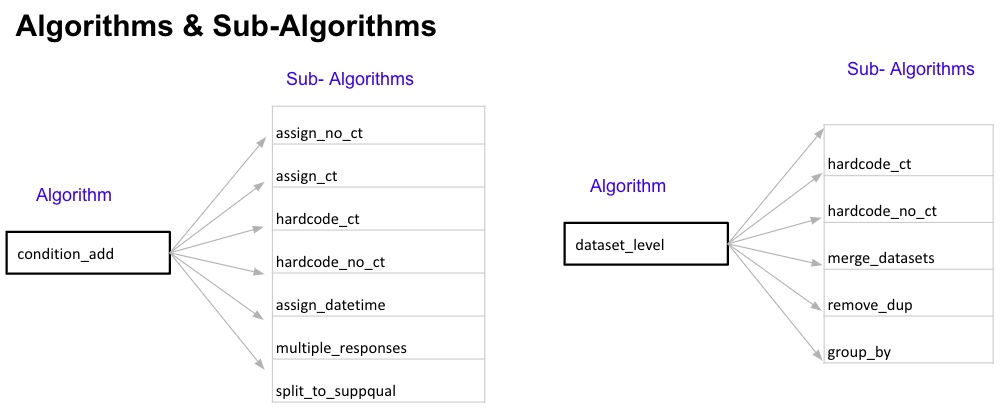 Algorithms & Sub-Algorithms
Sub- Algorithms
assign_no_ct
assign_ct
hardcode_ct
hardcode_no_ct
assign_datetime
multiple_responses
split_to_suppqual
Algorithm
condition_add
Sub- Algorithms
hardcode_ct
hardcode_no_ct
merge_datasets
remove_dup
group_by
Algorithm
dataset_level